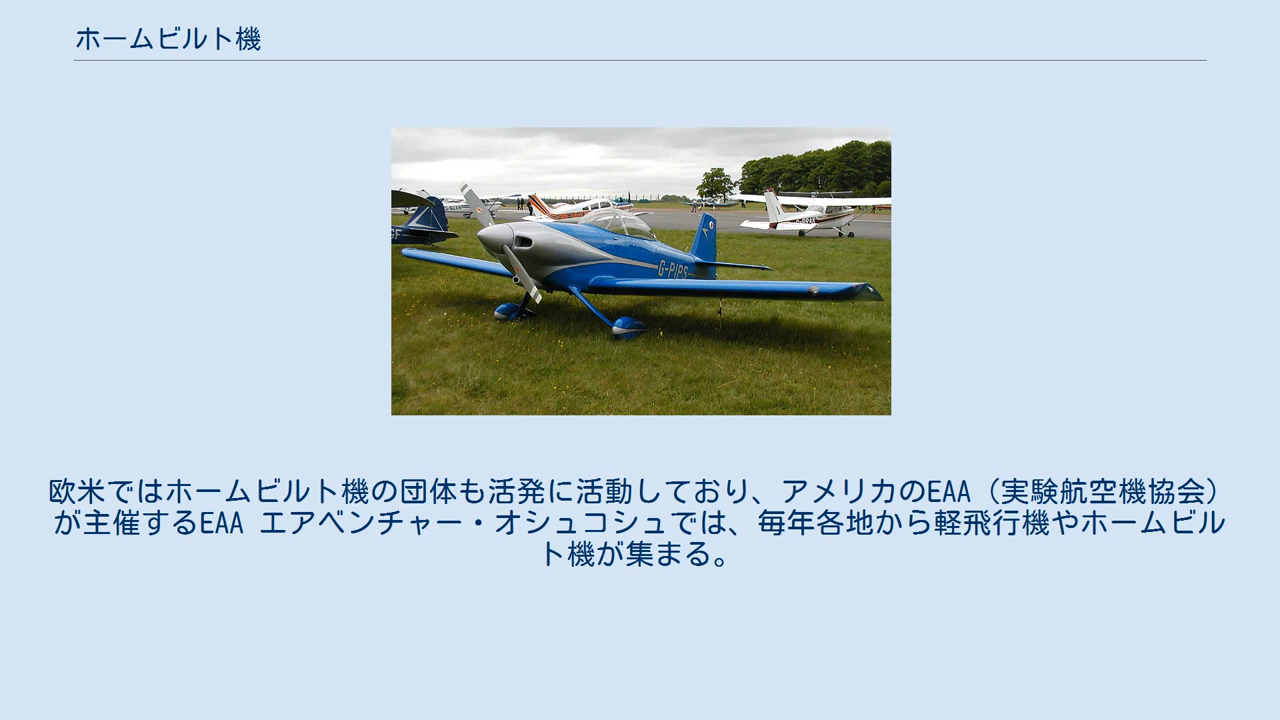 ホームビルト機
G-PIPS
欧米ではホームビルト機の団体も活発に活動しており、アメリカのEAA（実験航空機協会）
が主催するEAA エアベンチャー・オシュコシュでは、毎年各地から軽飛行機やホームビル
ト機が集まる。